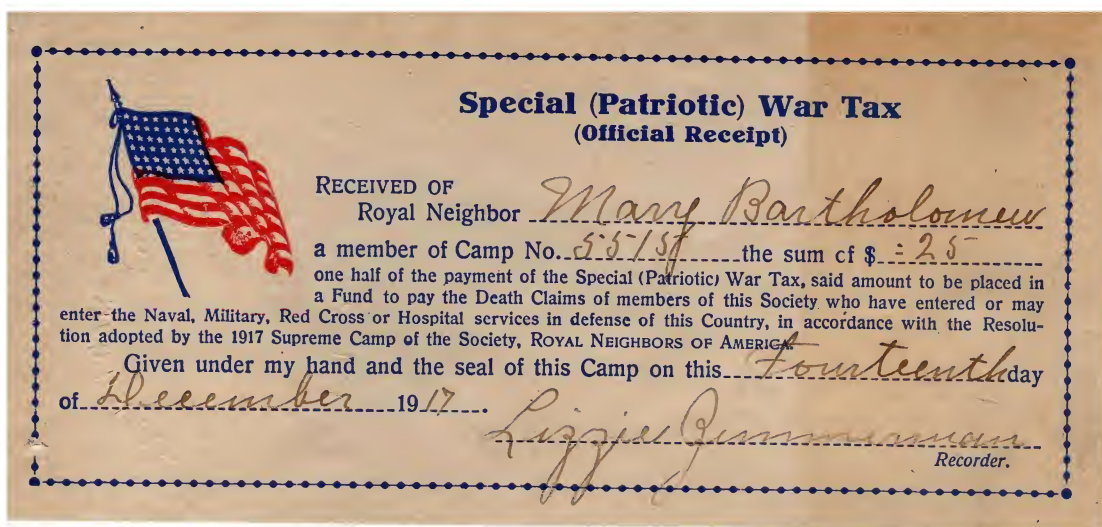 Special (Patriotic) War Tax
(Official Receipt)
RECEIVED OF
Royal Neighbor Mary Bartholomew
a member of Camp No. 5515 the sum cf $ .25
one half of the payment of the Special (Patriotic) War Tax, said amount to be placed in
a Fund to pay the Death Claims of members of this Society who have entered or may
enter the Naval, Military, Red Cross or Hospital services in defense of this Country, in accordance with the Resolu-
tion adopted by the 1917 Supreme Camp of the Society, ROYAL NEIGHBORS OF AMERICA.
Given under my hand and the seal of this Camp on this Fourteenth day
of December 1917.
Lizzie Zimmerman
Recorder.